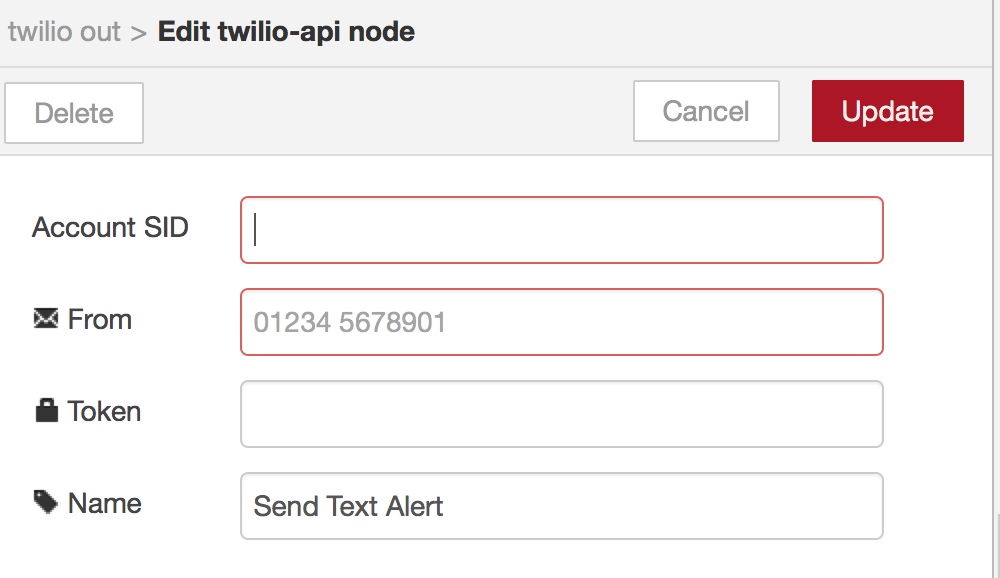 twilio out > Edit twilio-api node
Delete Cancel Update
Account SID
From 01234 5678901
Token
Name Send Text Alert